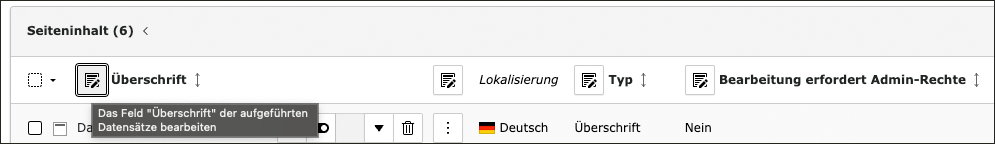 Seiteninhalt (6)
Überschrift Lokalisierung Typ Bearbeitung erfordert Admin-Rechte
Das Feld "Überschrift" der aufgeführten
Datensätze bearbeiten
Deutsch Überschrift Nein